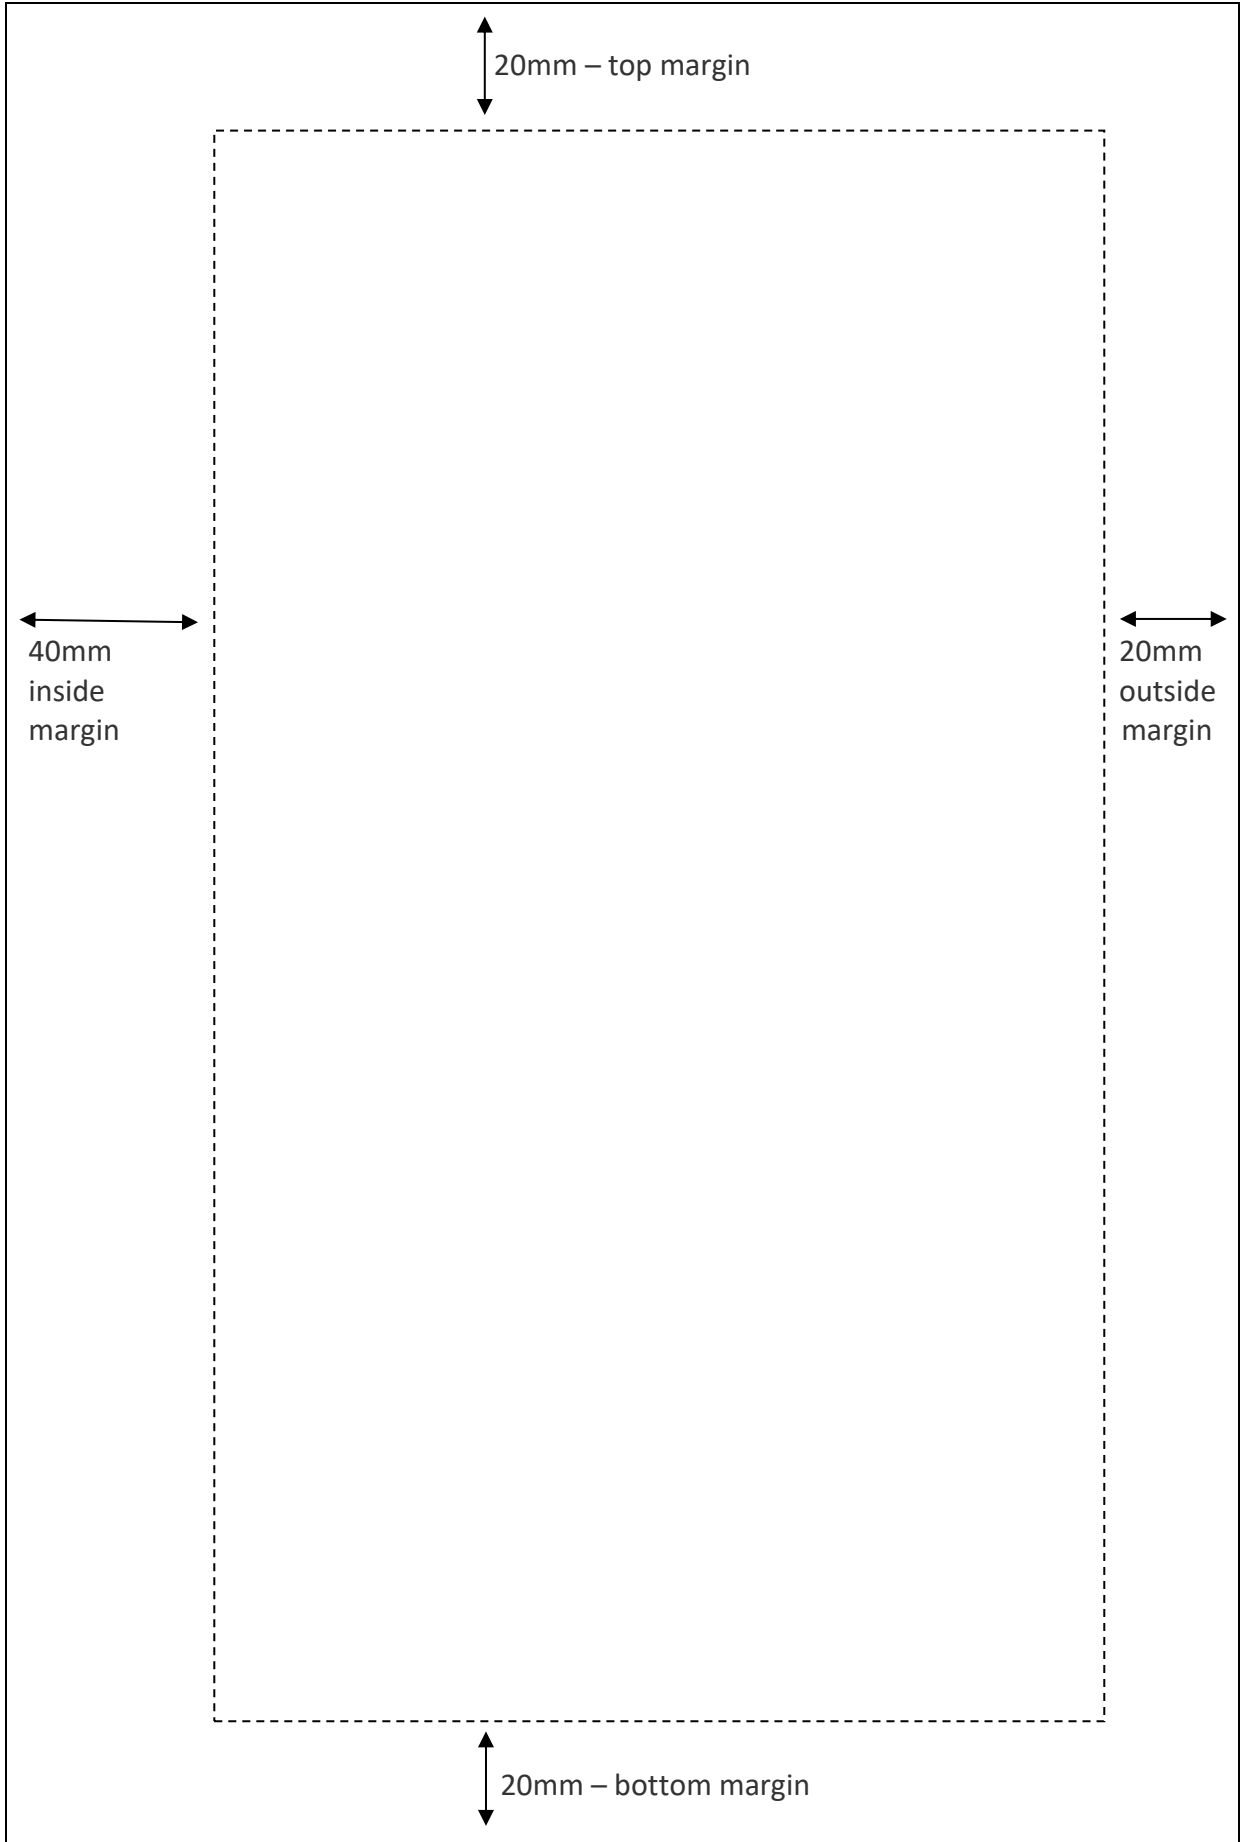 20mm – top margin
40mm
inside
margin
20mm
outside
margin
20mm – bottom margin